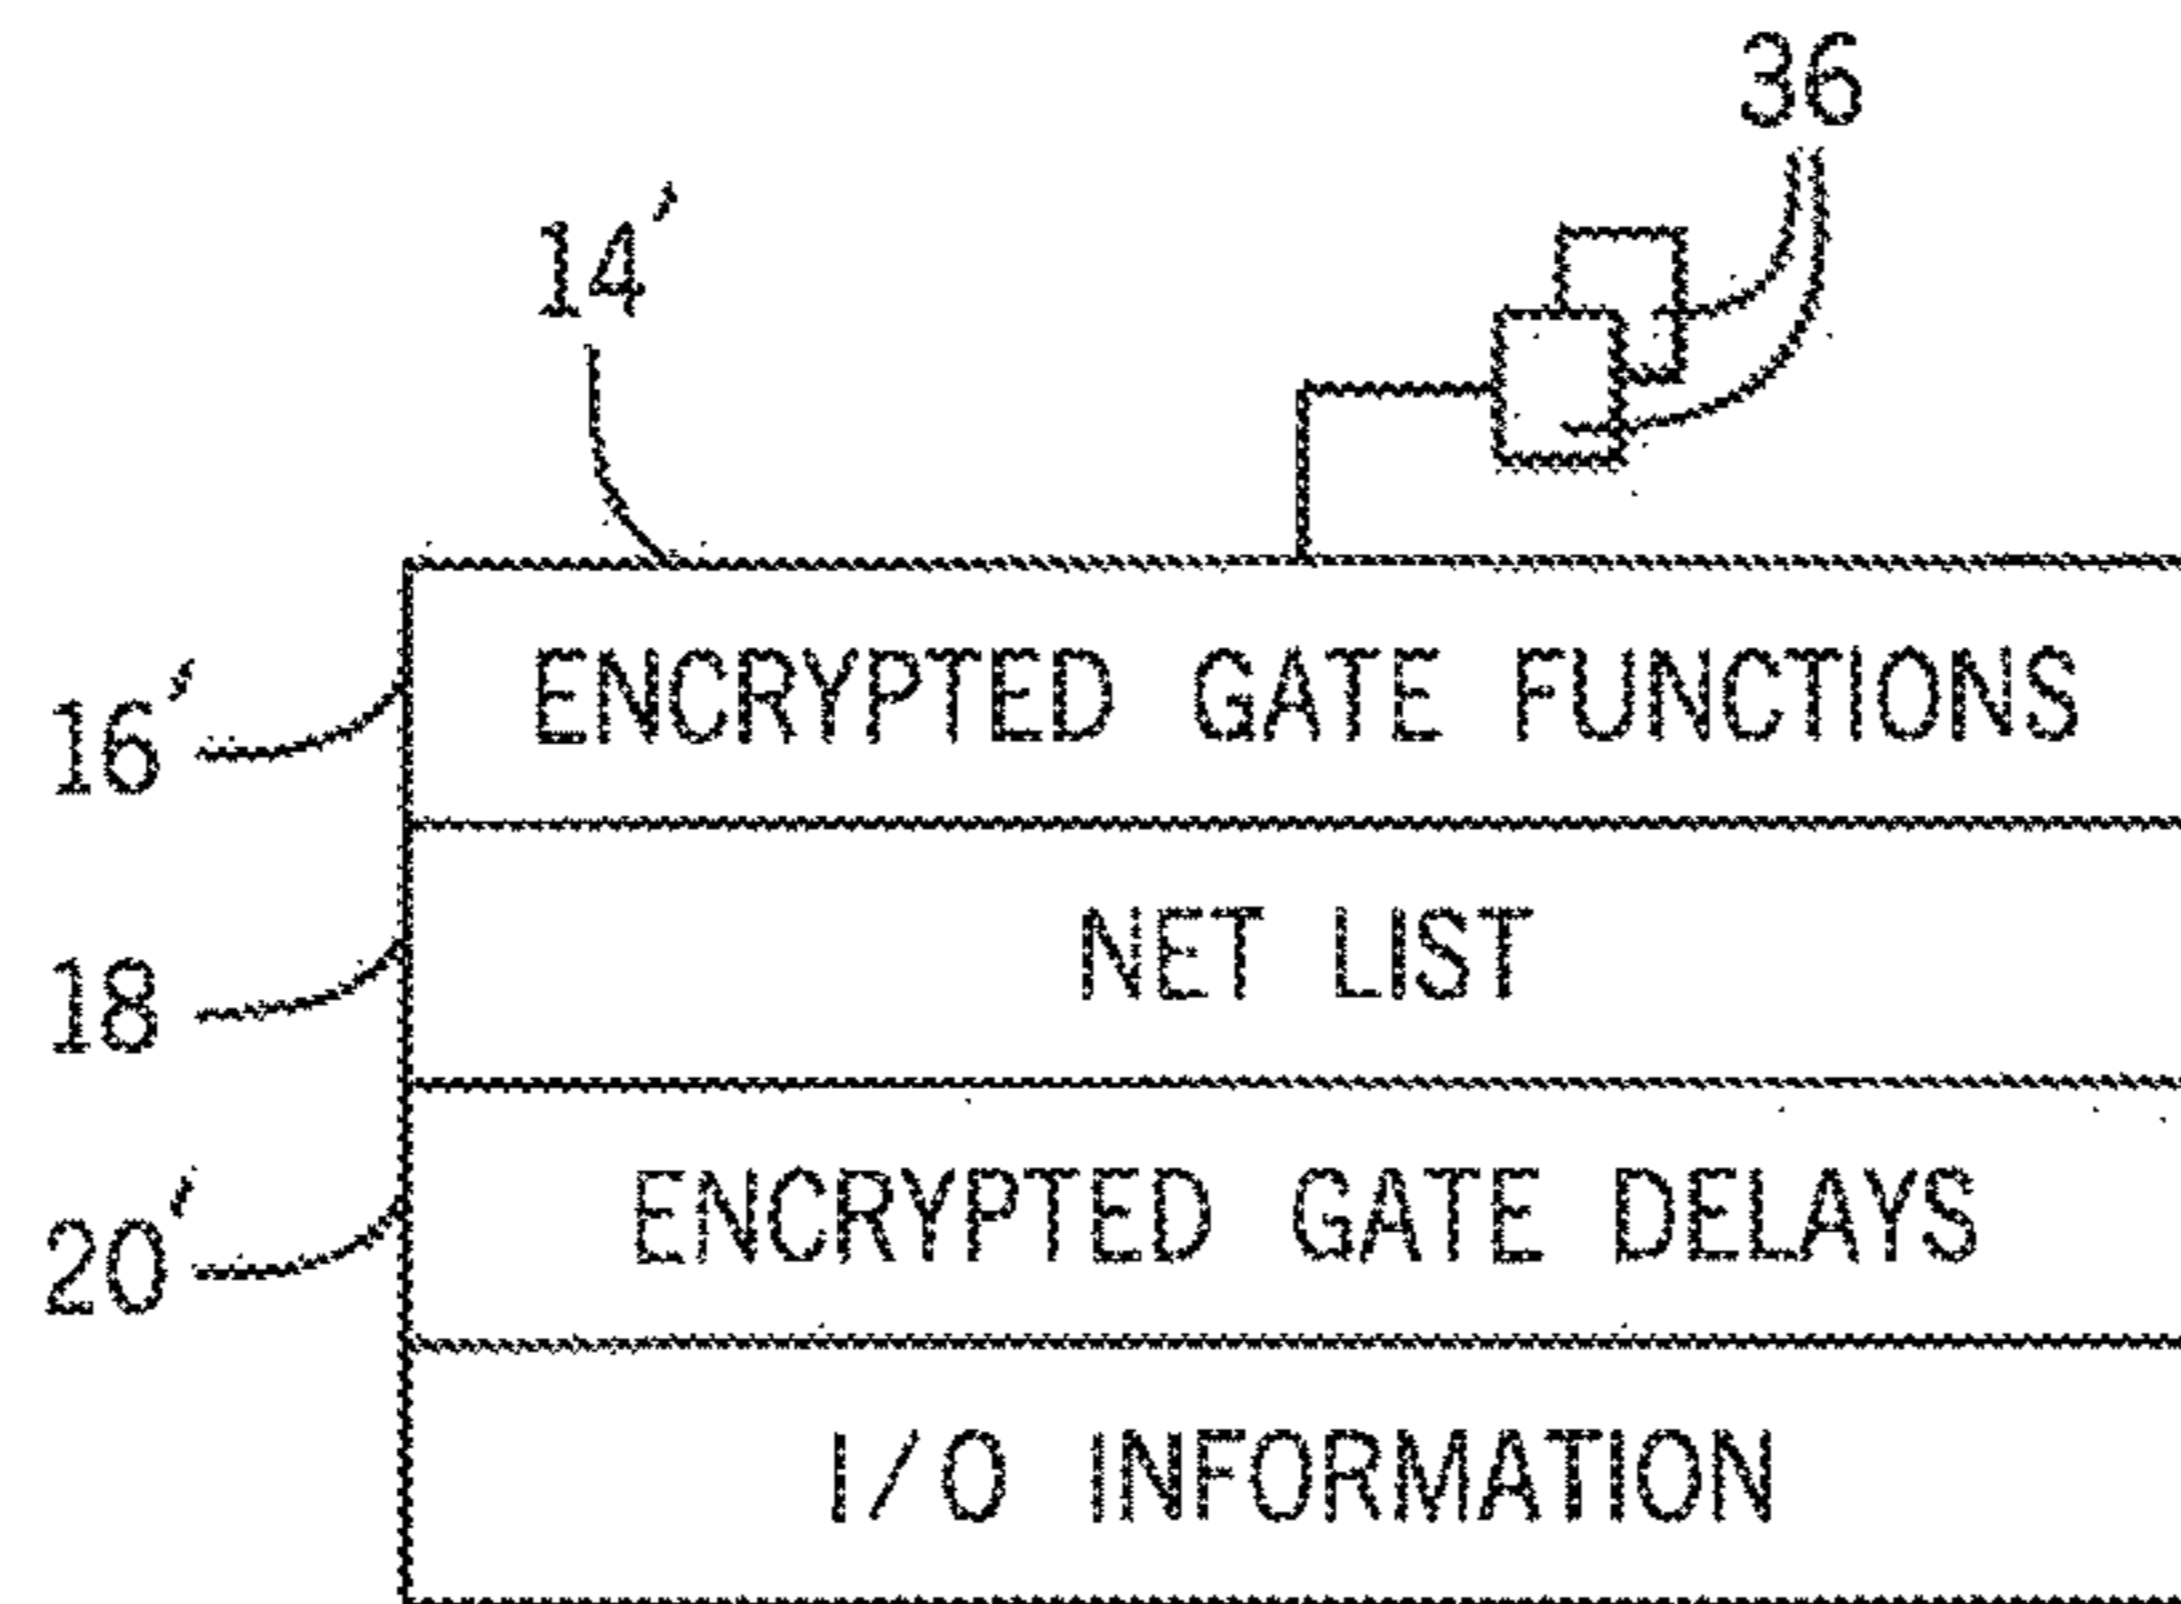 36
14'
16' ENCRYPTED GATE FUNCTIONS
18 NET LIST
20' ENCRYPTED GATE DELAYS
I/O INFORMATION